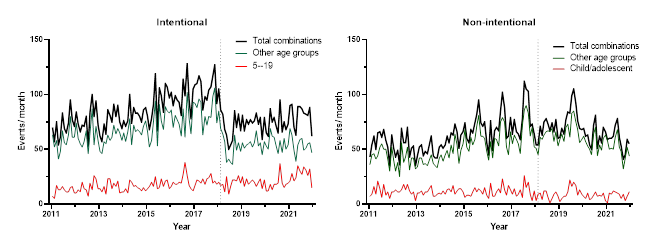 Intentional
Total combinations
Other age groups
5--19
Events/month
150
100
50
0
2011 2013 2015 2017 2019 2021
Year
Non-intentional
Total combinations
Other age groups
Child/adolescent
Events/month
150
100
50
0
2011 2013 2015 2017 2019 2021
Year